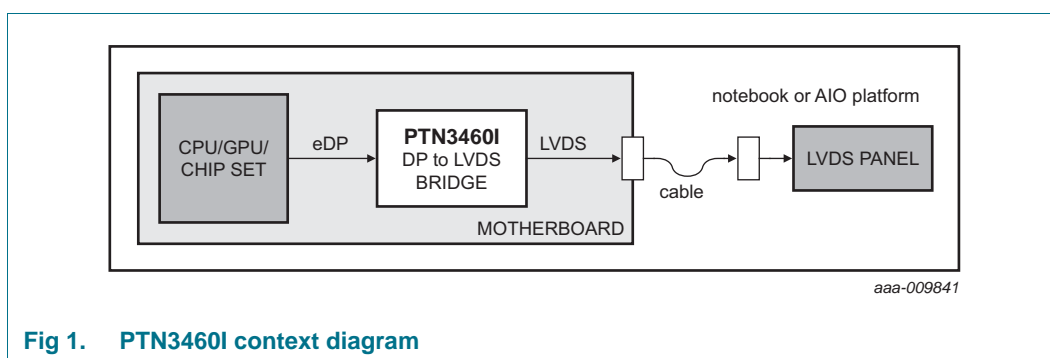 notebook or AIO platform
CPU/GPU/
CHIP SET
eDP
PTN3460I
DP to LVDS
BRIDGE
LVDS
cable
LVDS PANEL
MOTHERBOARD
aaa-009841
Fig 1. PTN3460I context diagram